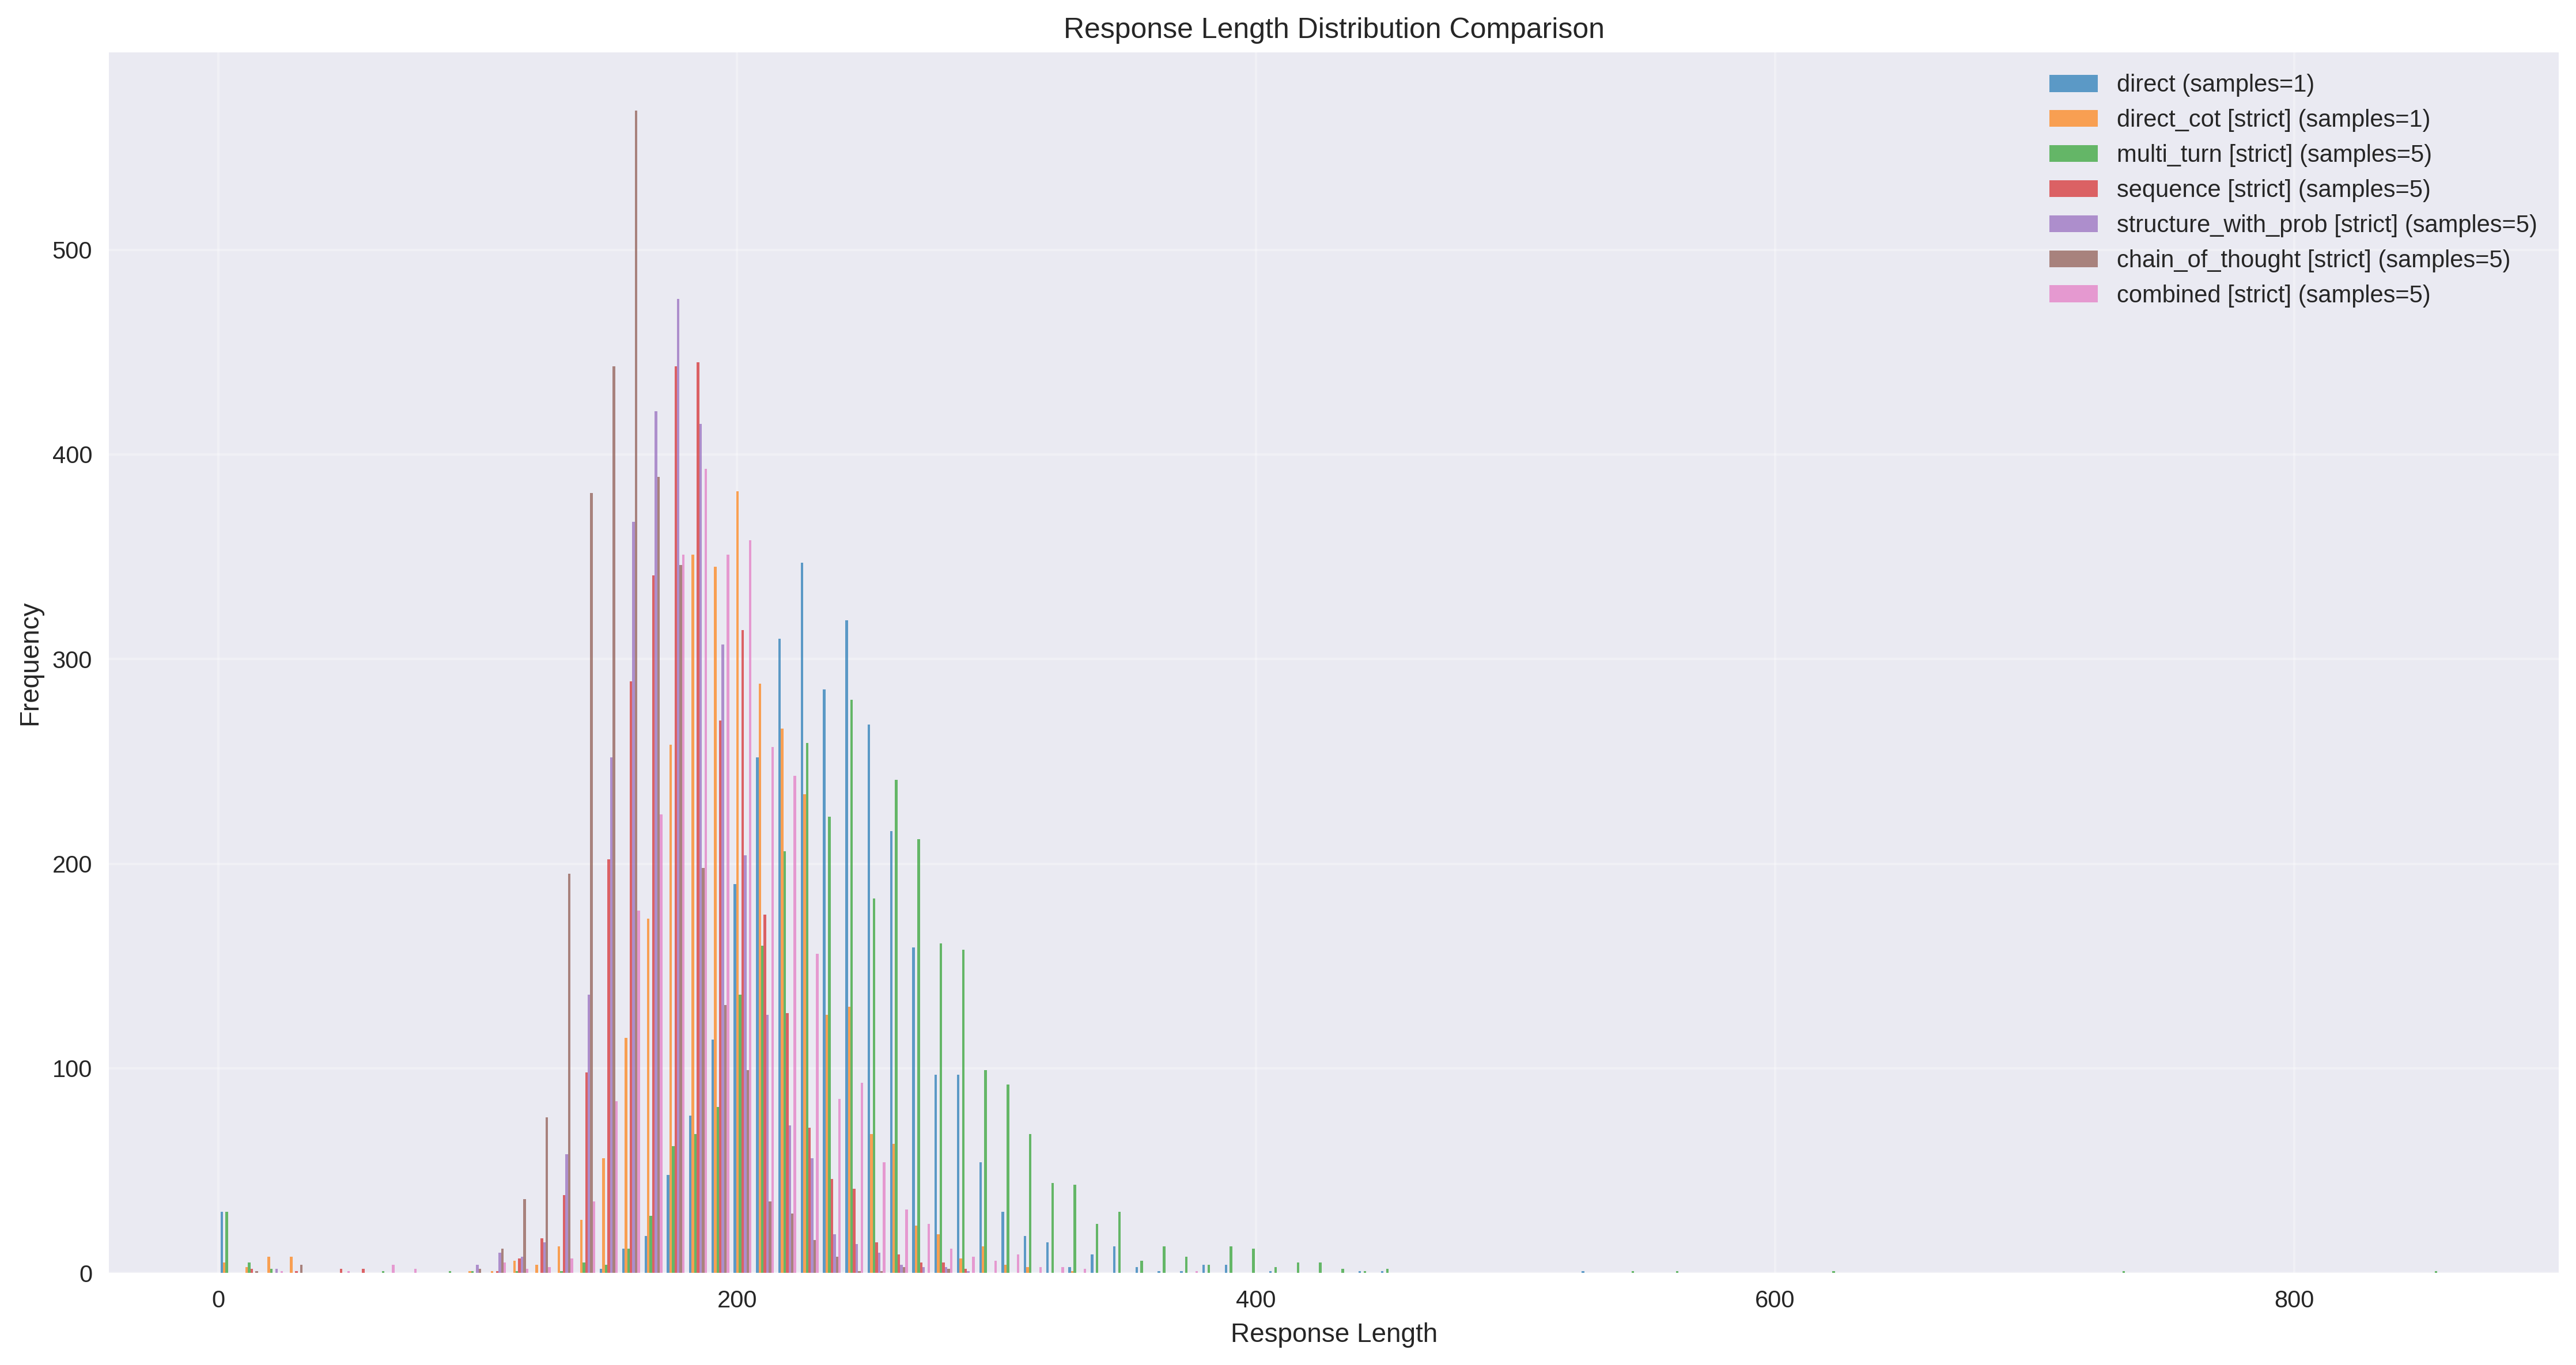 Response Length Distribution Comparison
direct (samples=1)
direct_cot [strict] (samples=1)
multi_turn [strict] (samples=5)
sequence [strict] (samples=5)
structure_with_prob [strict] (samples=5)
chain_of_thought [strict] (samples=5)
combined [strict] (samples=5)
Frequency
500
400
300
200
100
0
0 200 400 600 800
Response Length